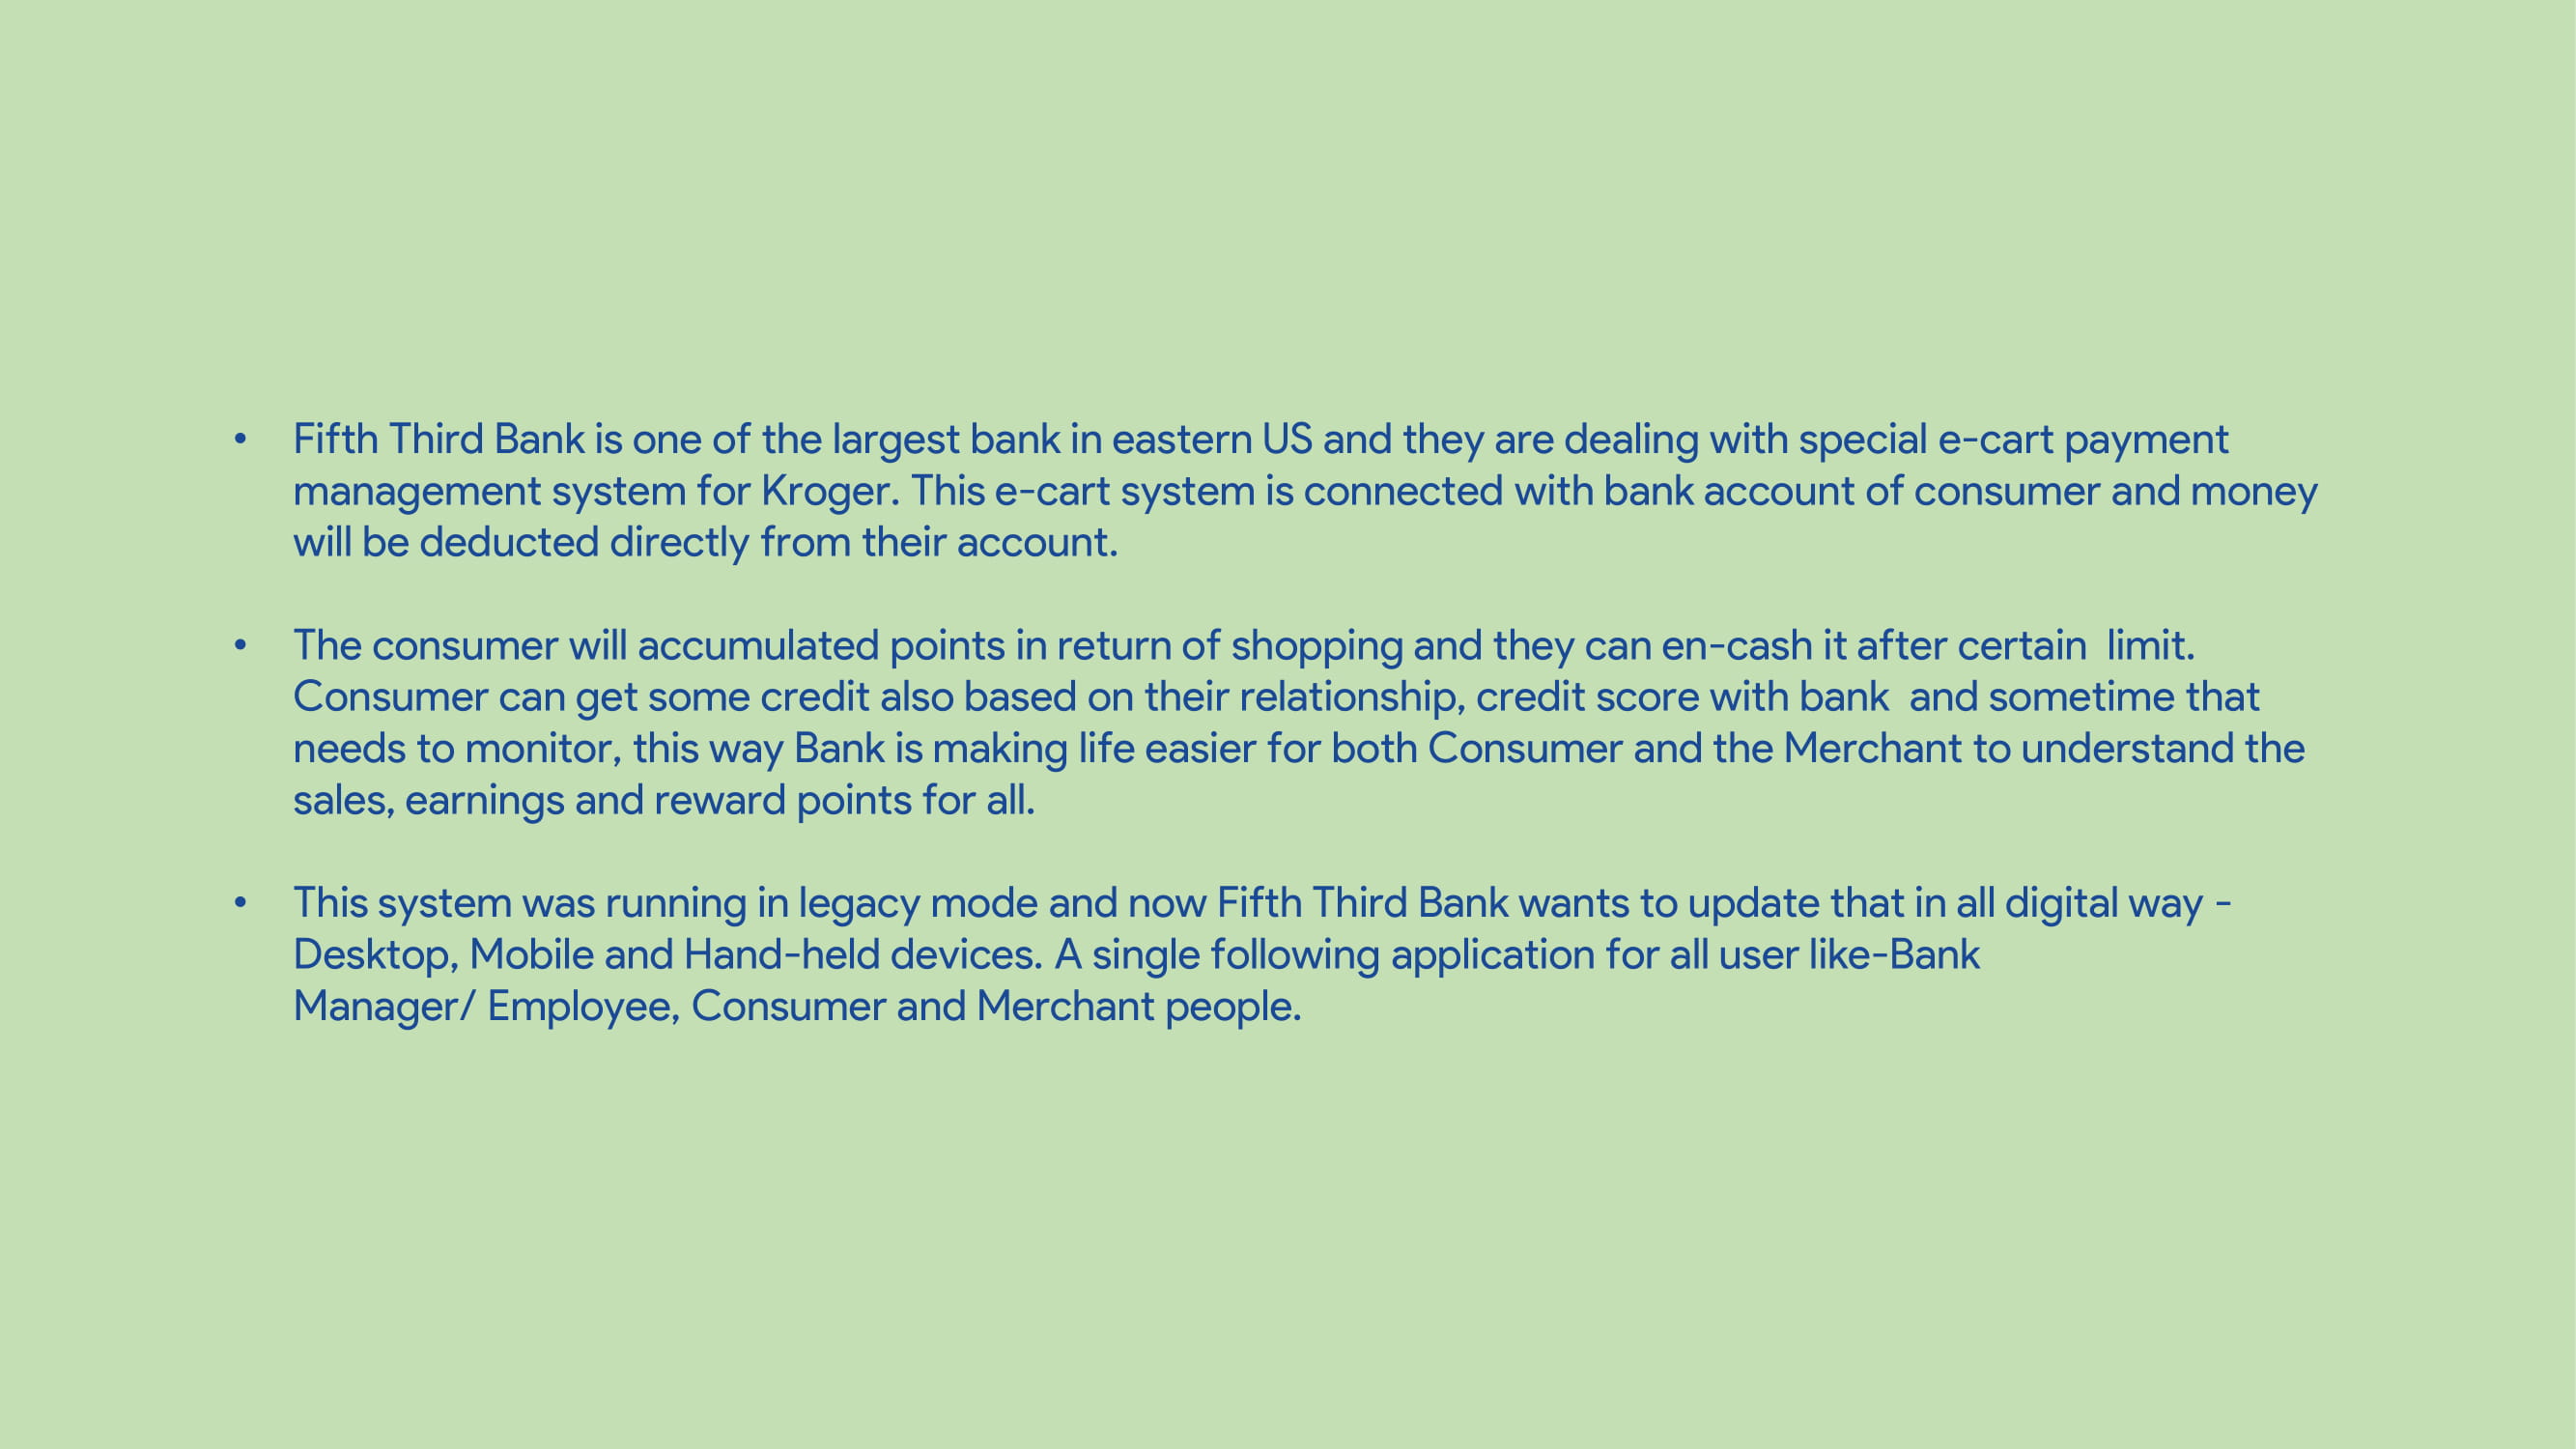 • Fifth Third Bank is one of the largest bank in eastern US and they are dealing with special e-cart payment
management system for Kroger. This e-cart system is connected with bank account of consumer and money
will be deducted directly from their account.
• The consumer will accumulated points in return of shopping and they can en-cash it after certain  limit.
Consumer can get some credit also based on their relationship, credit score with bank  and sometime that
needs to monitor, this way Bank is making life easier for both Consumer and the Merchant to understand the
sales, earnings and reward points for all.
• This system was running in legacy mode and now Fifth Third Bank wants to update that in all digital way -
Desktop, Mobile and Hand-held devices. A single following application for all user like-Bank
Manager/ Employee, Consumer and Merchant people.